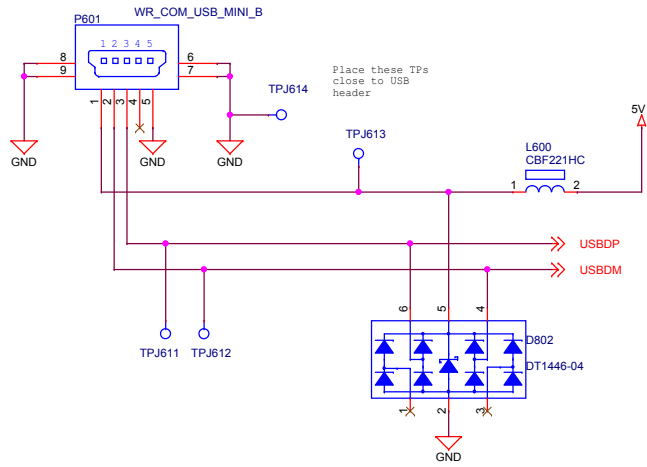 WR_COM_USB_MINI_B
P601
1 2 3 4 5
8
9
6
7
1
2
3
4
5
GND
GND
GND
TPJ614
Place these TPs
close to USB
header
TPJ613
5V
L600
CBF221HC
1
2
USBDP
USBDM
TPJ611
TPJ612
6
5
4
D802
DT1446-04
1
2
3
GND